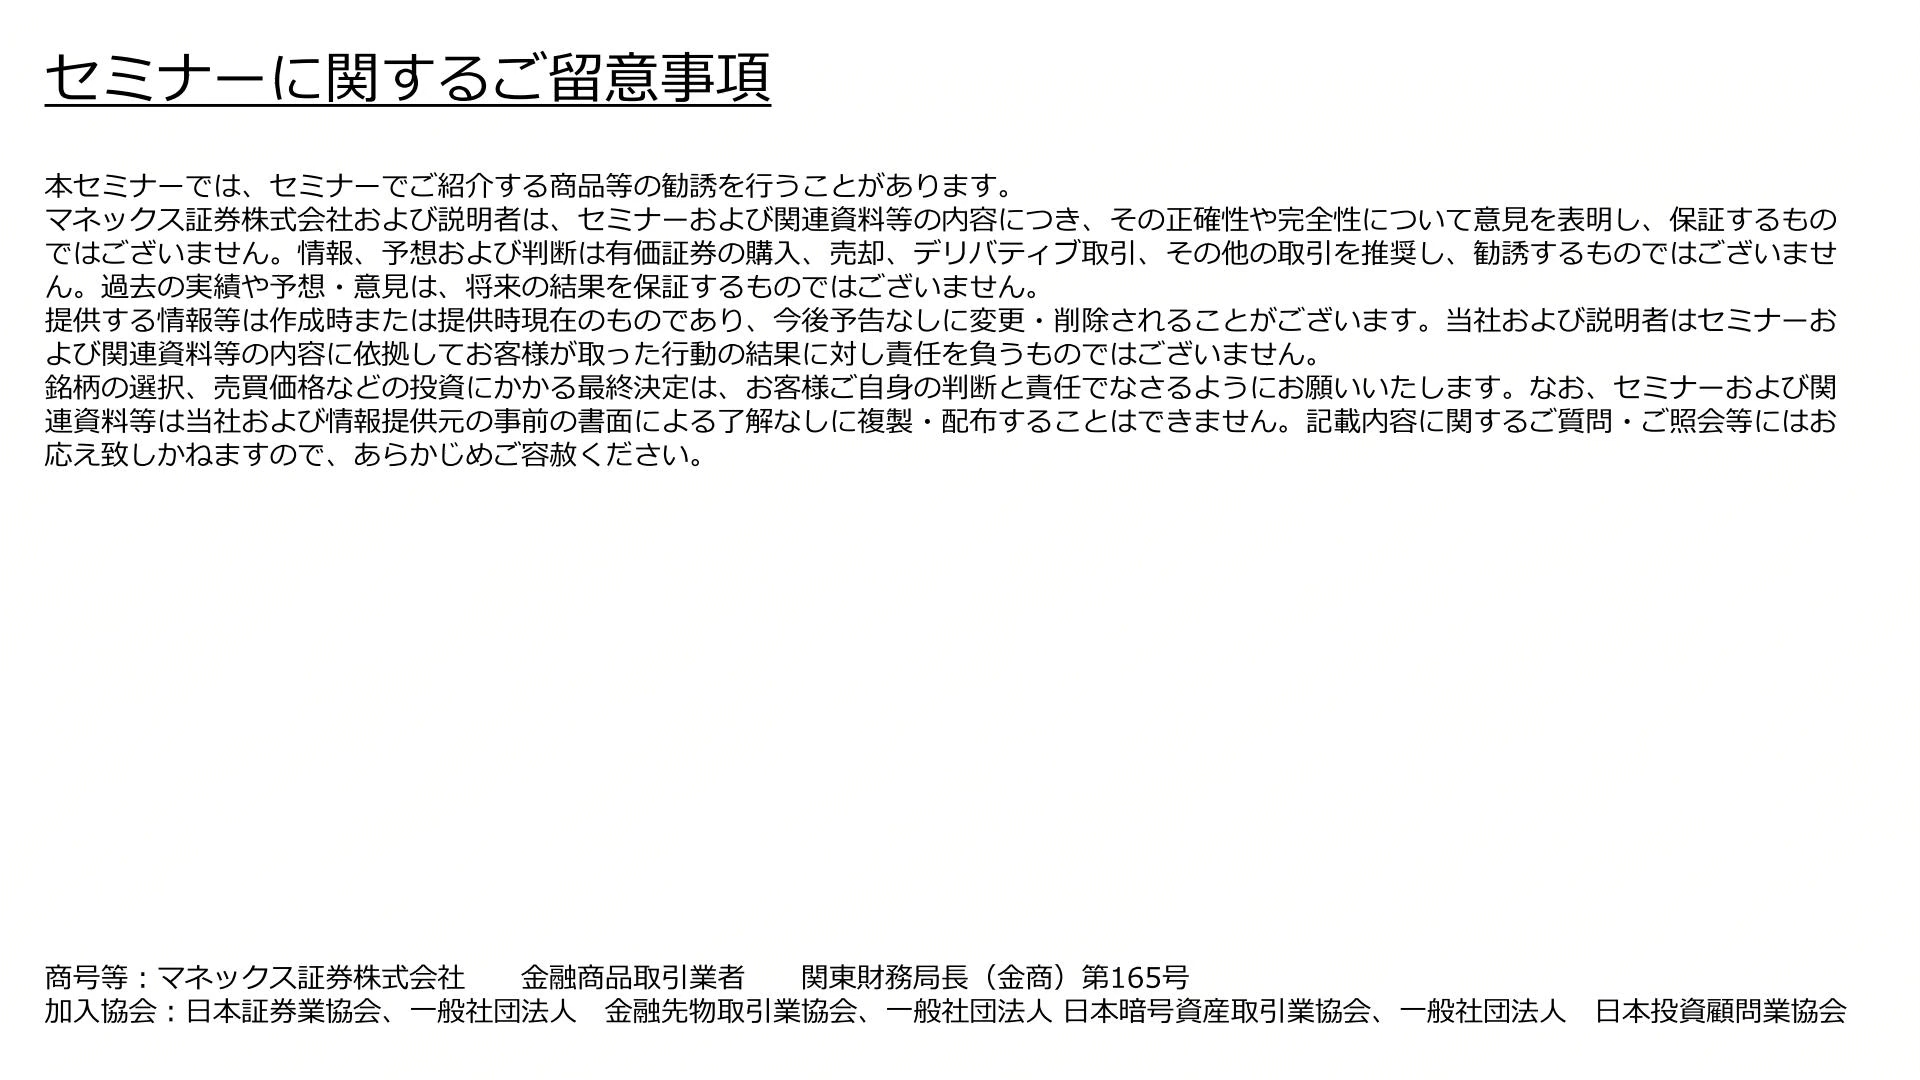 セミナーに関するご留意事項
本セミナーでは、セミナーでご紹介する商品等の勧誘を行うことがあります。
マネックス証券株式会社および説明者は、セミナーおよび関連資料等の内容につき、その正確性や完全性について意見を表明し、保証するもの
ではございません。情報、予想および判断は有価証券の購入、売却、デリバティブ取引、その他の取引を推奨し、勧誘するものではございませ
ん。過去の実績や予想・意見は、将来の結果を保証するものではございません。
提供する情報等は作成時または提供時現在のものであり、今後予告なしに変更・削除されることがございます。当社および説明者はセミナーお
よび関連資料等の内容に依拠してお客様が取った行動の結果に対し責任を負うものではございません。
銘柄の選択、売買価格などの投資にかかる最終決定は、お客様ご自身の判断と責任でなさるようにお願いいたします。なお、セミナーおよび関
連資料等は当社および情報提供元の事前の書面による了解なしに複製・配布することはできません。記載内容に関するご質問・ご照会等にはお
応え致しかねますので、あらかじめご容赦ください。
商号等：マネックス証券株式会社　　金融商品取引業者　　関東財務局長（金商）第165号
加入協会：日本証券業協会、一般社団法人　金融先物取引業協会、一般社団法人 日本暗号資産取引業協会、一般社団法人　日本投資顧問業協会